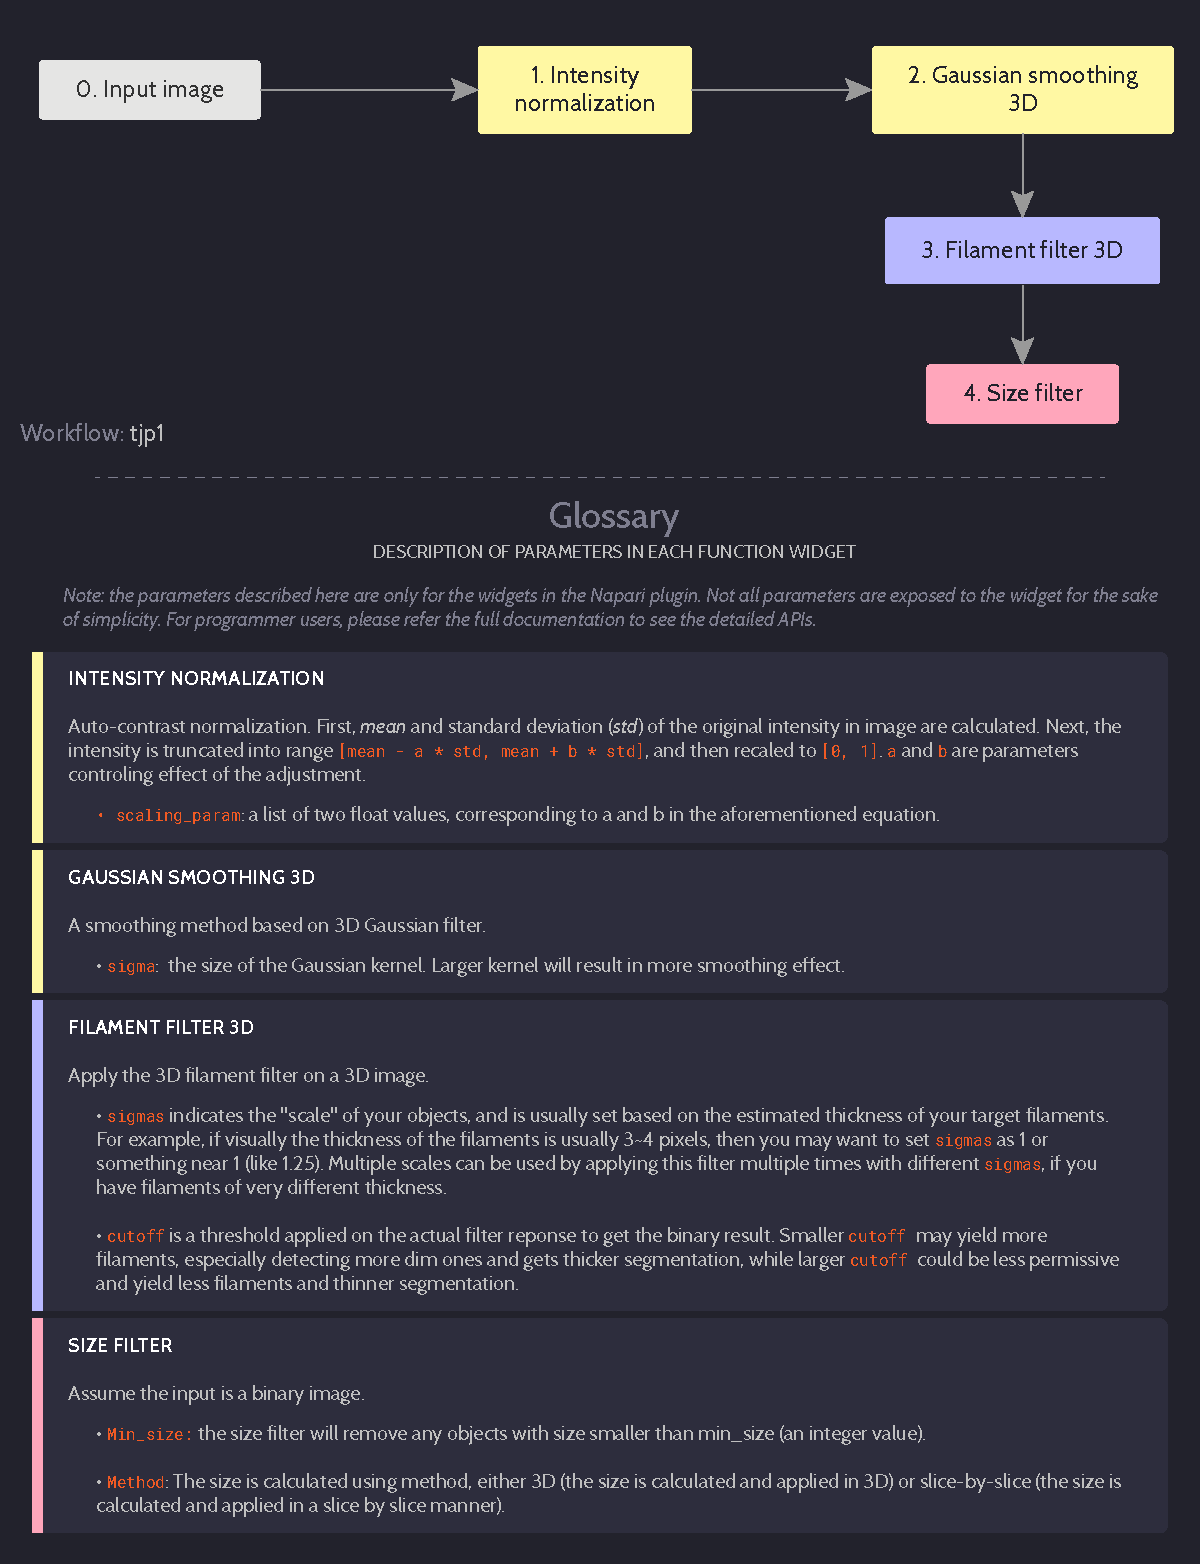 0. Input image
1. Intensity
normalization
2. Gaussian smoothing
3D
3. Filament filter 3D
4. Size filter
Workflow: tjp1
Glossary
DESCRIPTION OF PARAMETERS IN EACH FUNCTION WIDGET
Note: the parameters described here are only for the widgets in the Napari plugin. Not all parameters are exposed to the widget for the sake
of simplicity. For programmer users, please refer the full documentation to see the detailed APIs.
INTENSITY NORMALIZATION
Auto-contrast normalization. First, mean and standard deviation (std) of the original intensity in image are calculated. Next, the
intensity is truncated into range [mean - a * std, mean + b * std], and then recaled to [0, 1]. a and b are parameters
controling effect of the adjustment.
• scaling_param: a list of two float values, corresponding to a and b in the aforementioned equation.
GAUSSIAN SMOOTHING 3D
A smoothing method based on 3D Gaussian filter.
• sigma: the size of the Gaussian kernel. Larger kernel will result in more smoothing effect.
FILAMENT FILTER 3D
Apply the 3D filament filter on a 3D image.
• sigmas indicates the "scale" of your objects, and is usually set based on the estimated thickness of your target filaments.
For example, if visually the thickness of the filaments is usually 3~4 pixels, then you may want to set sigmas as 1 or
something near 1 (like 1.25). Multiple scales can be used by applying this filter multiple times with different sigmas, if you
have filaments of very different thickness.
• cutoff is a threshold applied on the actual filter reponse to get the binary result. Smaller cutoff may yield more
filaments, especially detecting more dim ones and gets thicker segmentation, while larger cutoff could be less permissive
and yield less filaments and thinner segmentation.
SIZE FILTER
Assume the input is a binary image.
• Min_size: the size filter will remove any objects with size smaller than min_size (an integer value).
• Method: The size is calculated using method, either 3D (the size is calculated and applied in 3D) or slice-by-slice (the size is
calculated and applied in a slice by slice manner).